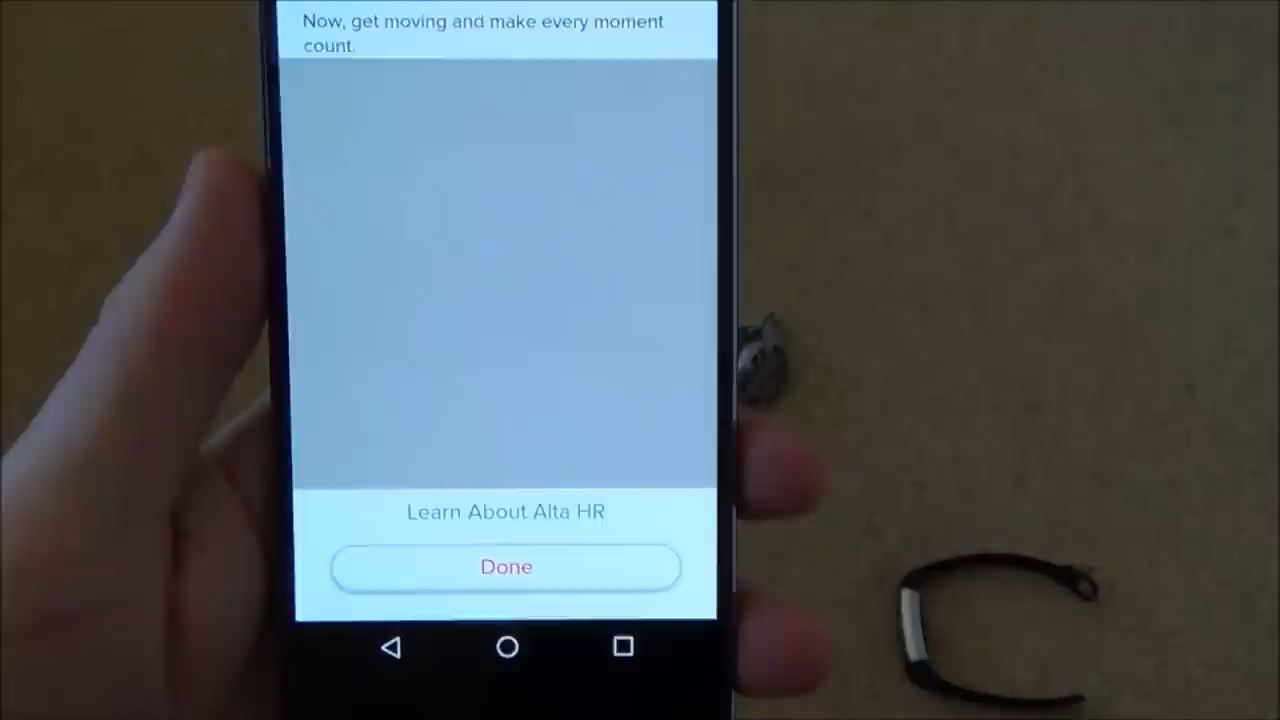 Now, get moving and make every moment
count.
Learn About Alta HR
Done